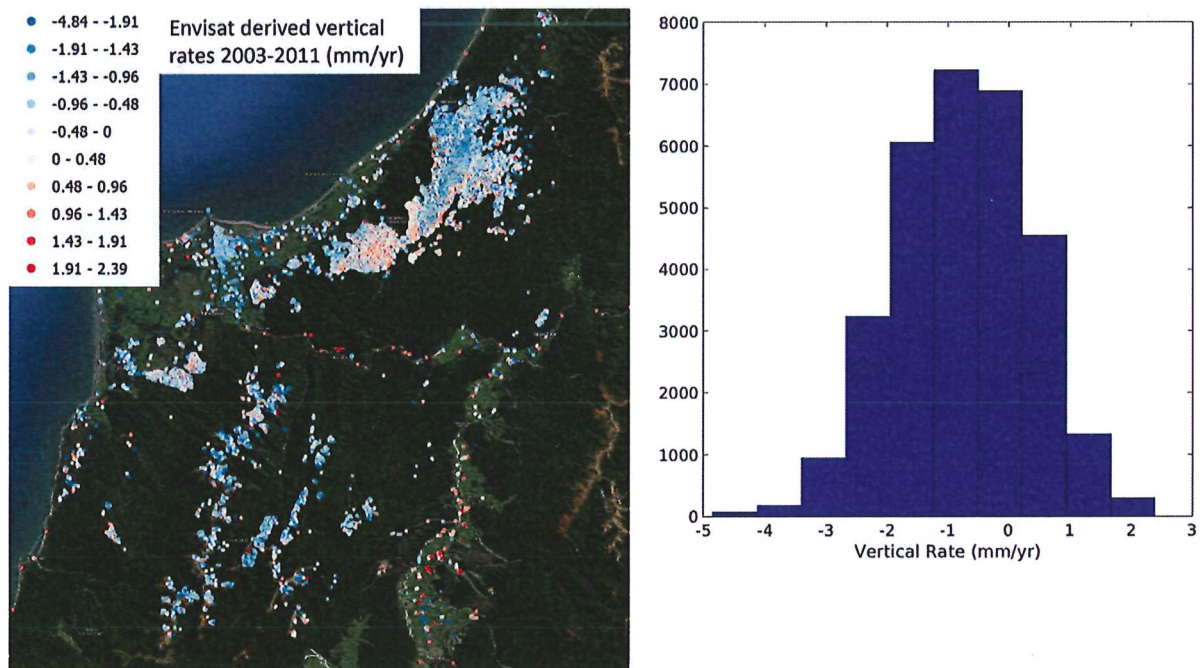 Envisat derived vertical
rates 2003-2011 (mm/yr)
-4.84 - -1.91
-1.91 - -1.43
-1.43 - -0.96
-0.96 - -0.48
-0.48 - 0
0 - 0.48
0.48 - 0.96
0.96 - 1.43
1.43 - 1.91
1.91 - 2.39
8000
7000
6000
5000
4000
3000
2000
1000
0
-5 -4 -3 -2 -1 0 1 2 3
Vertical Rate (mm/yr)